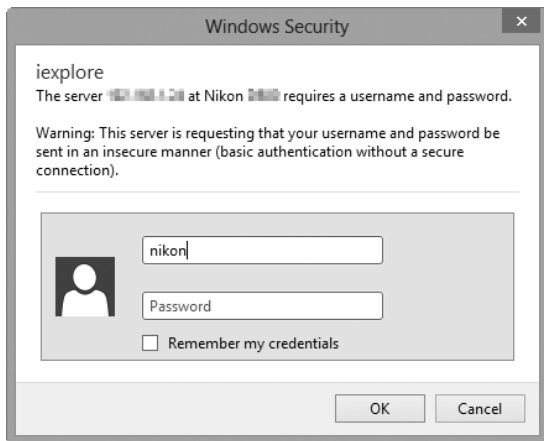 Windows Security
iexplore
The server at Nikon requires a username and password.
Warning: This server is requesting that your username and password be
sent in an insecure manner (basic authentication without a secure
connection).
nikon
Password
Remember my credentials
OK
Cancel